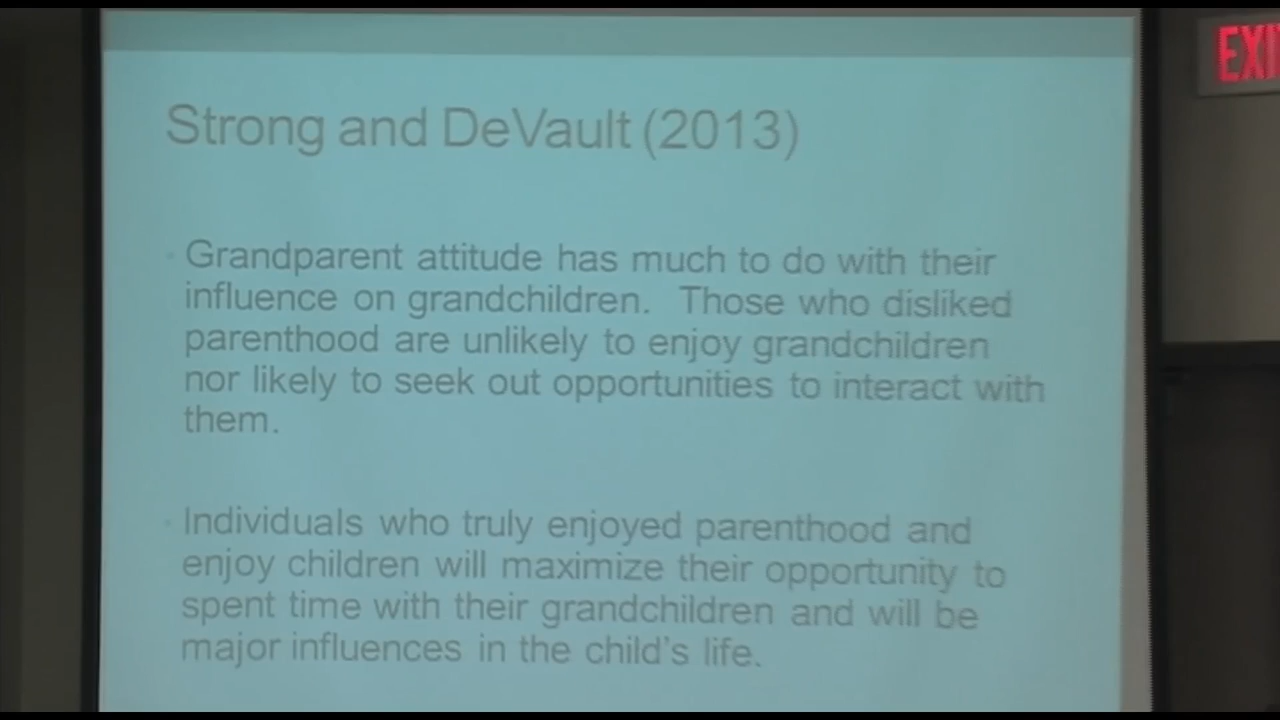 Strong and DeVault (2013)
EXI
Grandparent attitude has much to do with their
influence on grandchildren. Those who disliked
parenthood are unlikely to enjoy grandchildren
nor likely to seek out opportunities to interact with
them.
Individuals who truly enjoyed parenthood and
enjoy children will maximize their opportunity to
spent time with their grandchildren and will be
major influences in the child's life.